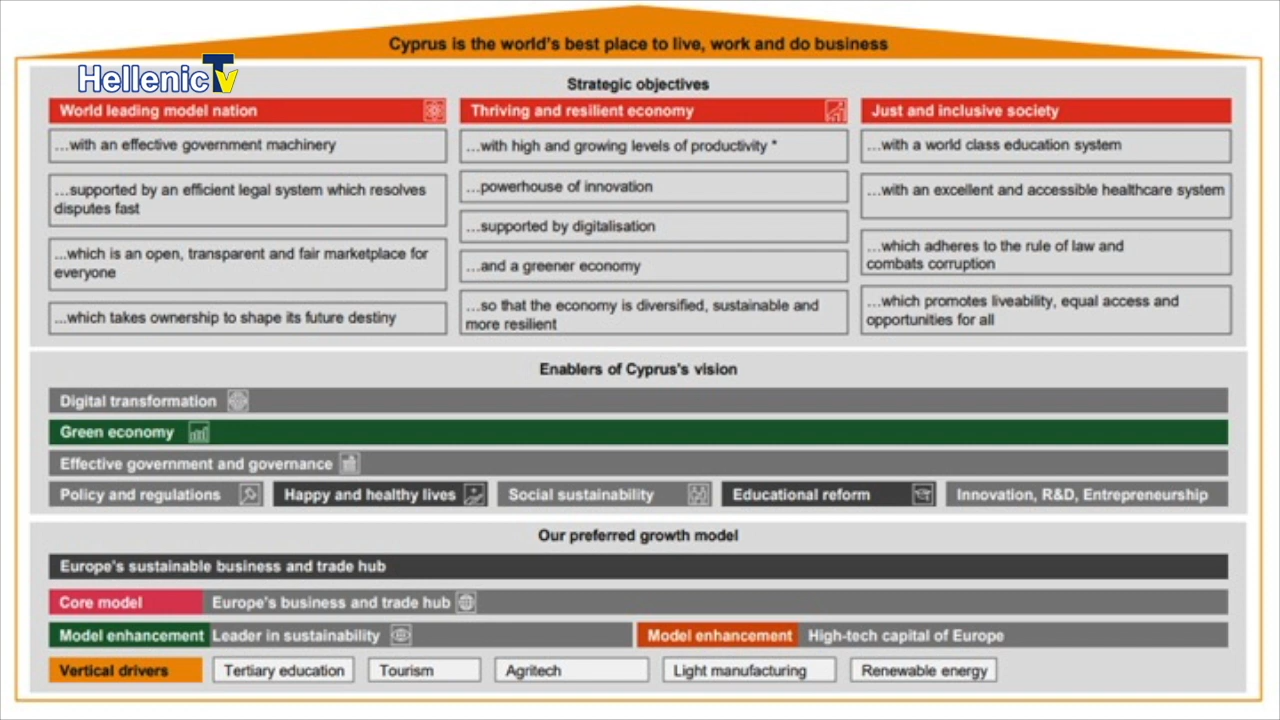 Cyprus is the world's best place to live, work and do business
HellenicTv
Strategic objectives
World leading model nation
...with an effective government machinery
...supported by an efficient legal system which resolves
disputes fast
...which is an open, transparent and fair marketplace for
everyone
...which takes ownership to shape its future destiny
Thriving and resilient economy
...with high and growing levels of productivity *
...powerhouse of innovation
...supported by digitalisation
...and a greener economy
...so that the economy is diversified, sustainable and
more resilient
Just and inclusive society
...with a world class education system
...with an excellent and accessible healthcare system
...which adheres to the rule of law and
combats corruption
...which promotes liveability, equal access and
opportunities for all
Enablers of Cyprus's vision
Digital transformation
Green economy
Effective government and governance
Policy and regulations
Happy and healthy lives
Social sustainability
Educational reform
Innovation, R&D, Entrepreneurship
Our preferred growth model
Europe's sustainable business and trade hub
Core model
Europe's business and trade hub
Model enhancement
Leader in sustainability
Model enhancement
High-tech capital of Europe
Vertical drivers
Tertiary education
Tourism
Agritech
Light manufacturing
Renewable energy